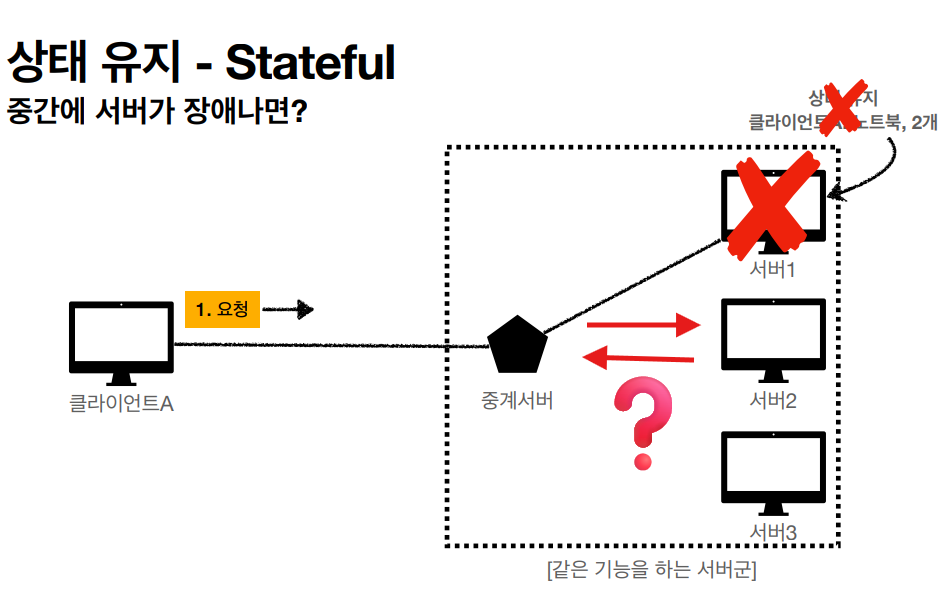 상태 유지 - Stateful
중간에 서버가 장애나면?
상태 유지
클라이언트A: 노트북, 2개
서버1
1. 요청
클라이언트A
중계서버
서버2
서버3
[같은 기능을 하는 서버군]